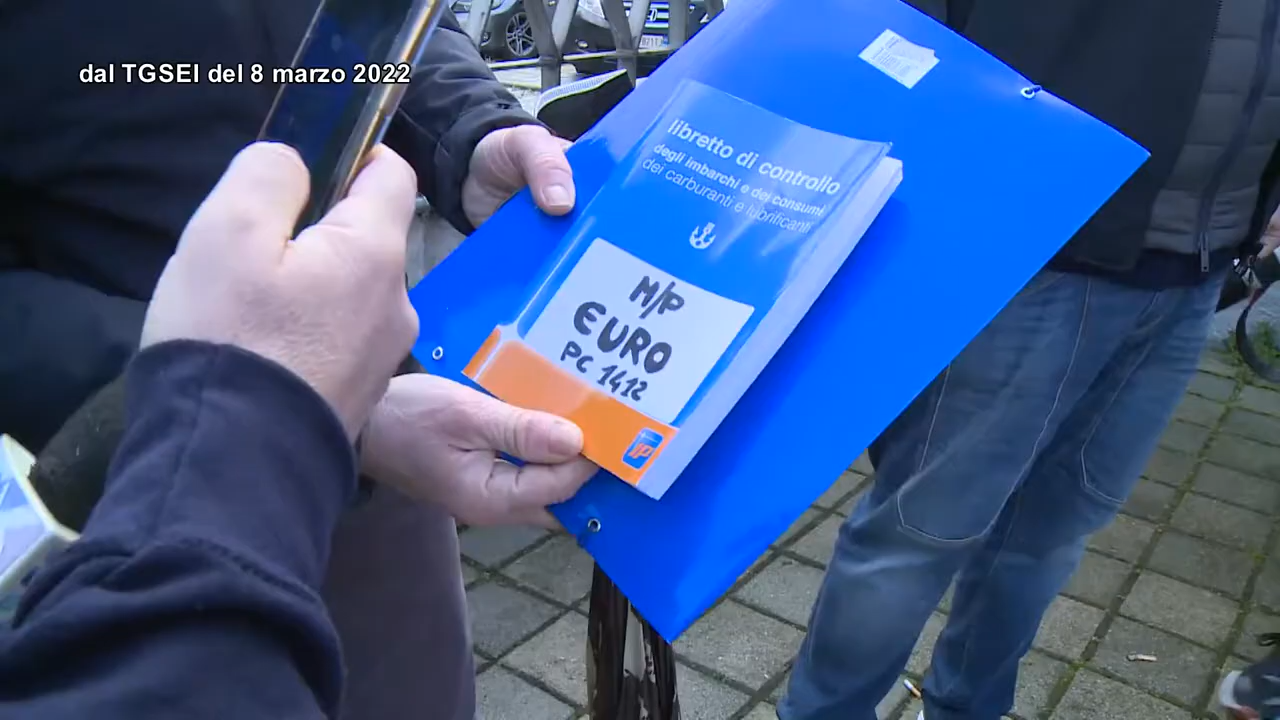 dal TGSEI del 8 marzo 2022
libretto di controllo
degli imbarchi e dei consumi
dei carburanti e lubrificanti
M/P
EURO
PC 1412
IP